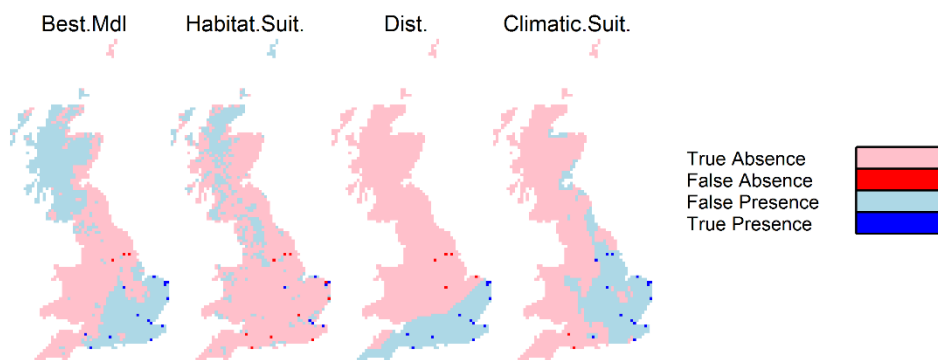 Best.Mdl
Habitat.Suit.
Dist.
Climatic.Suit.
True Absence
False Absence
False Presence
True Presence